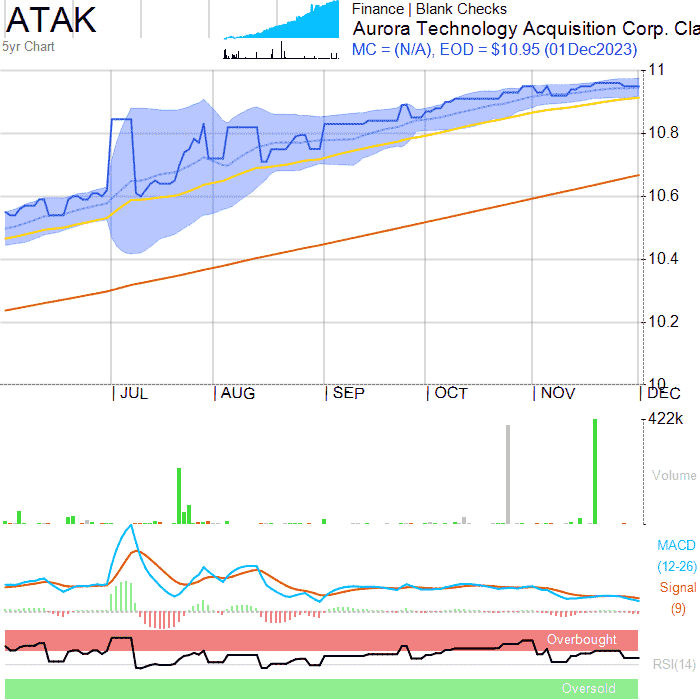 ATAK
5yr Chart
Finance | Blank Checks
Aurora Technology Acquisition Corp. Cla
MC = (N/A), EOD = $10.95 (01Dec2023)
11
10.8
10.6
10.4
10.2
10
JUL AUG SEP OCT NOV DEC
422k
Volume
MACD
(12-26)
Signal
(9)
Overbought
RSI(14)
Oversold